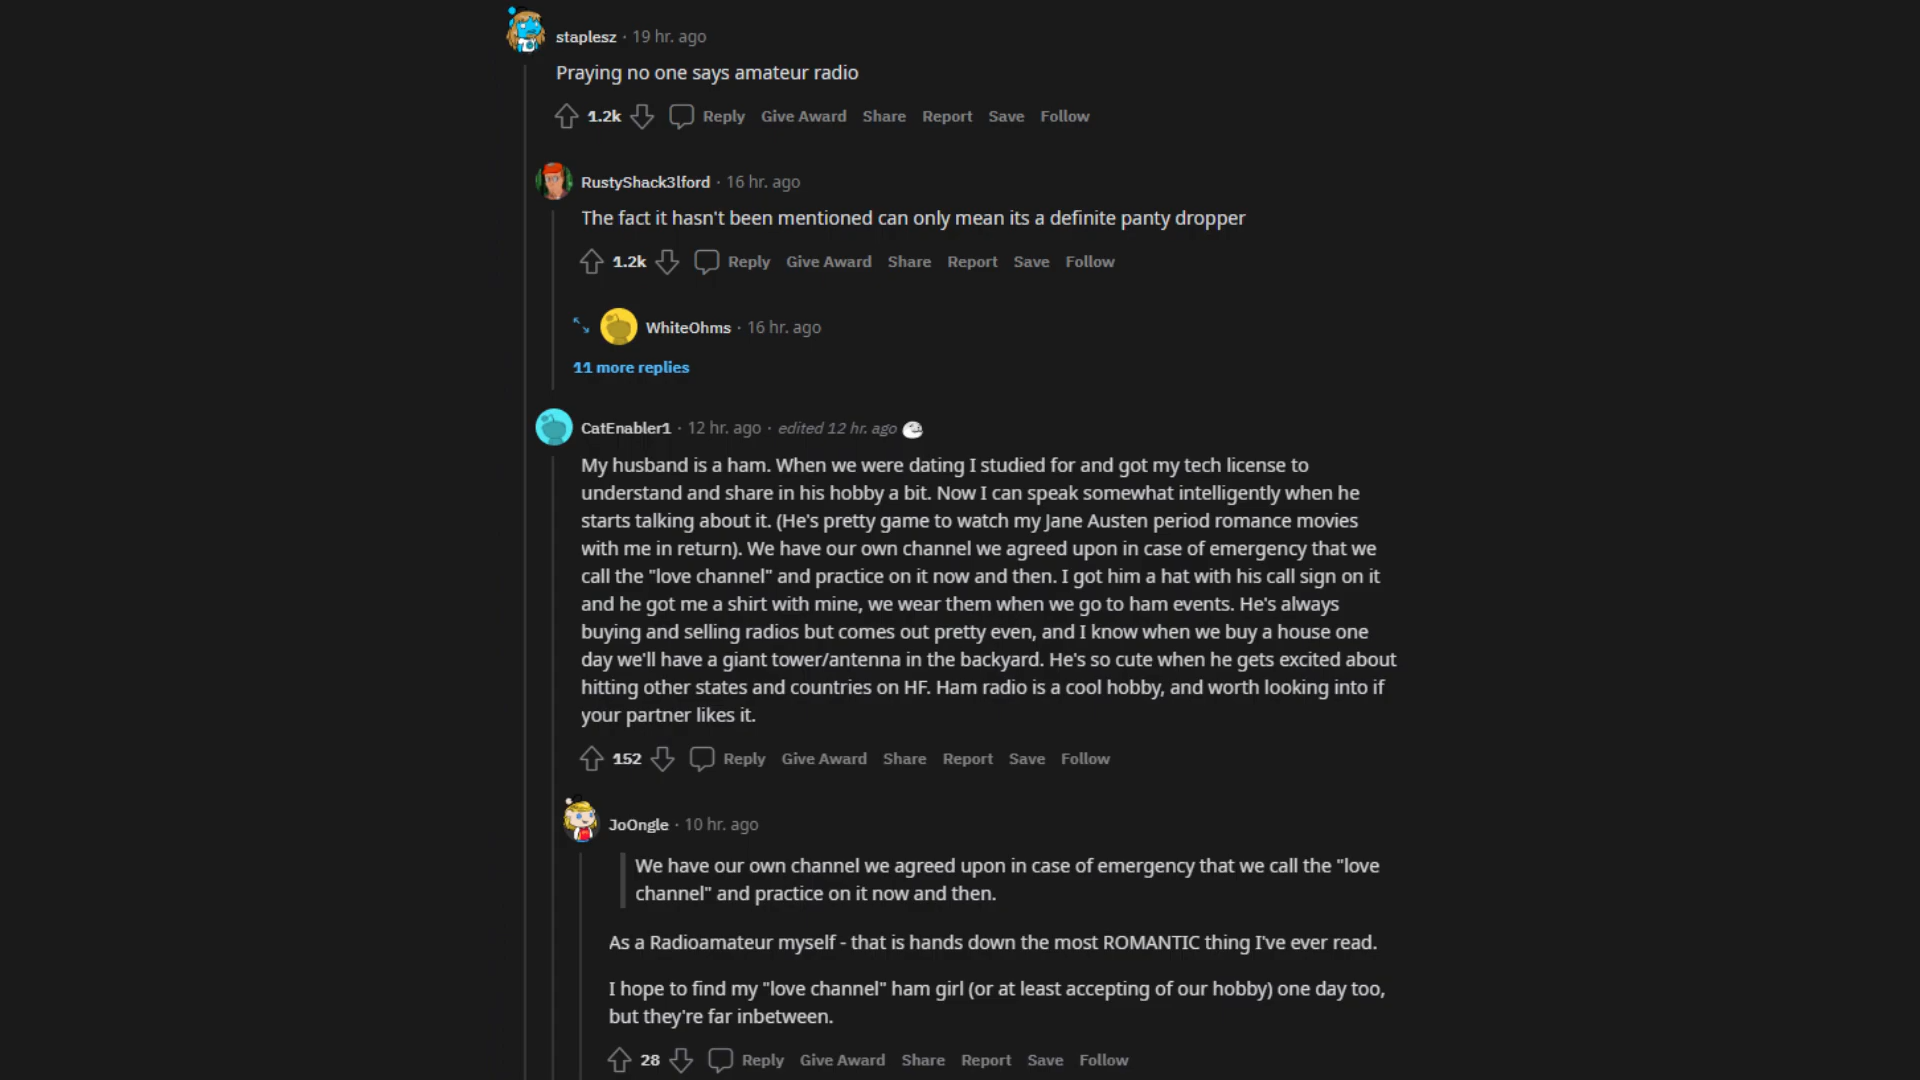 staplesz · 19 hr. ago
Praying no one says amateur radio
1.2k Reply Give Award Share Report Save Follow
RustyShack3lford · 16 hr. ago
The fact it hasn't been mentioned can only mean its a definite panty dropper
1.2k Reply Give Award Share Report Save Follow
WhiteOhms · 16 hr. ago
11 more replies
CatEnabler1 · 12 hr. ago · edited 12 hr. ago
My husband is a ham. When we were dating I studied for and got my tech license to
understand and share in his hobby a bit. Now I can speak somewhat intelligently when he
starts talking about it. (He's pretty game to watch my Jane Austen period romance movies
with me in return). We have our own channel we agreed upon in case of emergency that we
call the "love channel" and practice on it now and then. I got him a hat with his call sign on it
and he got me a shirt with mine, we wear them when we go to ham events. He's always
buying and selling radios but comes out pretty even, and I know when we buy a house one
day we'll have a giant tower/antenna in the backyard. He's so cute when he gets excited about
hitting other states and countries on HF. Ham radio is a cool hobby, and worth looking into if
your partner likes it.
152 Reply Give Award Share Report Save Follow
JoOngle · 10 hr. ago
We have our own channel we agreed upon in case of emergency that we call the "love
channel" and practice on it now and then.
As a Radioamateur myself - that is hands down the most ROMANTIC thing I've ever read.
I hope to find my "love channel" ham girl (or at least accepting of our hobby) one day too,
but they're far inbetween.
28 Reply Give Award Share Report Save Follow